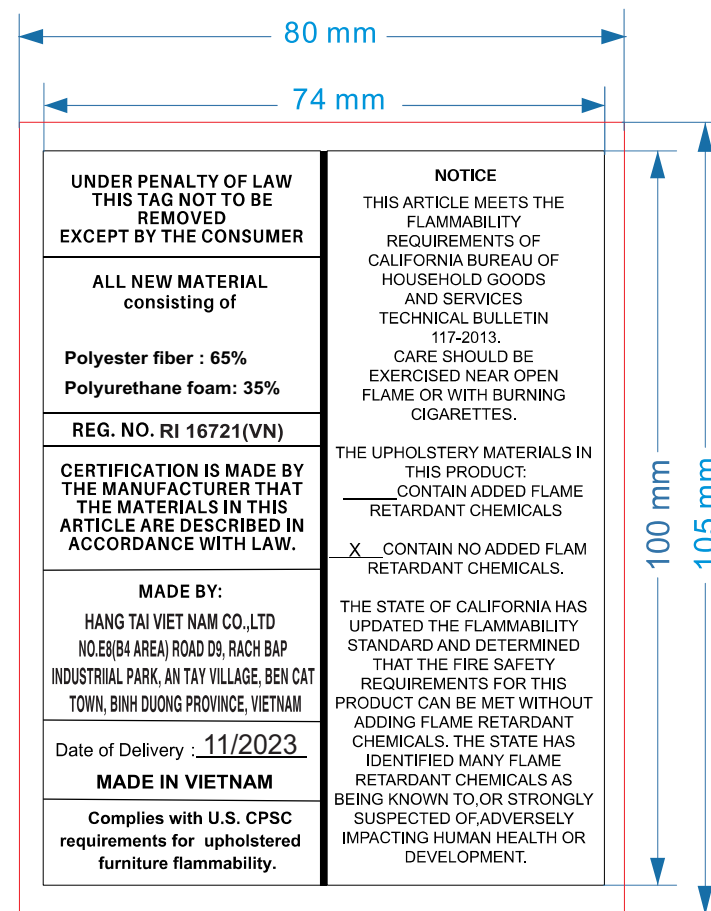 80 mm
74 mm
UNDER PENALTY OF LAW
THIS TAG NOT TO BE
REMOVED
EXCEPT BY THE CONSUMER
ALL NEW MATERIAL
consisting of
Polyester fiber : 65%
Polyurethane foam: 35%
REG. NO. RI 16721(VN)
CERTIFICATION IS MADE BY
THE MANUFACTURER THAT
THE MATERIALS IN THIS
ARTICLE ARE DESCRIBED IN
ACCORDANCE WITH LAW.
MADE BY:
HANG TAI VIET NAM CO.,LTD
NO.E8(B4 AREA) ROAD D9, RACH BAP
INDUSTRIIAL PARK, AN TAY VILLAGE, BEN CAT
TOWN, BINH DUONG PROVINCE, VIETNAM
Date of Delivery : 11/2023
MADE IN VIETNAM
Complies with U.S. CPSC
requirements for upholstered
furniture flammability.
NOTICE
THIS ARTICLE MEETS THE
FLAMMABILITY
REQUIREMENTS OF
CALIFORNIA BUREAU OF
HOUSEHOLD GOODS
AND SERVICES
TECHNICAL BULLETIN
117-2013.
CARE SHOULD BE
EXERCISED NEAR OPEN
FLAME OR WITH BURNING
CIGARETTES.
THE UPHOLSTERY MATERIALS IN
THIS PRODUCT:
______CONTAIN ADDED FLAME
RETARDANT CHEMICALS
__X__CONTAIN NO ADDED FLAM
RETARDANT CHEMICALS.
THE STATE OF CALIFORNIA HAS
UPDATED THE FLAMMABILITY
STANDARD AND DETERMINED
THAT THE FIRE SAFETY
REQUIREMENTS FOR THIS
PRODUCT CAN BE MET WITHOUT
ADDING FLAME RETARDANT
CHEMICALS. THE STATE HAS
IDENTIFIED MANY FLAME
RETARDANT CHEMICALS AS
BEING KNOWN TO,OR STRONGLY
SUSPECTED OF,ADVERSELY
IMPACTING HUMAN HEALTH OR
DEVELOPMENT.
100 mm
105 mm